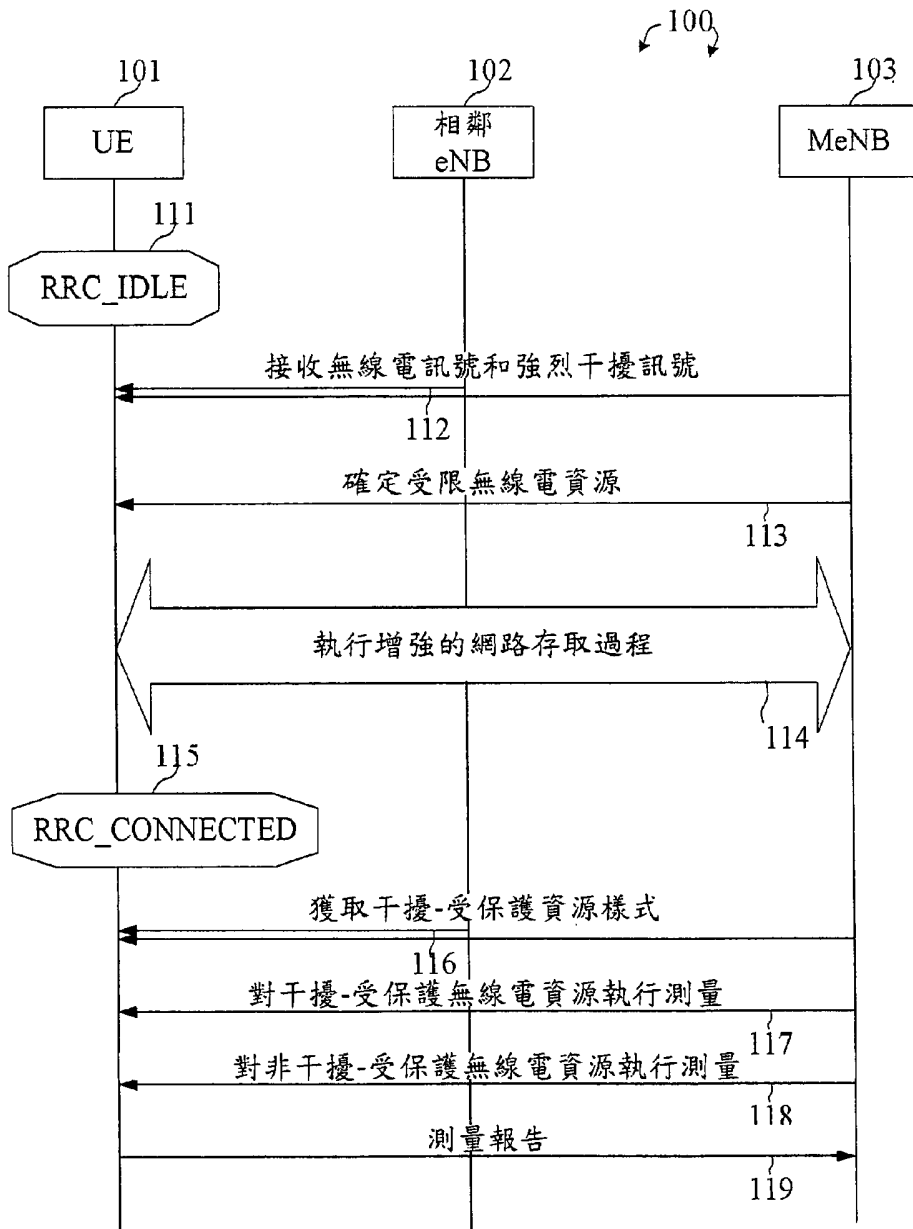 100
101
102
103
UE
相鄰
eNB
MeNB
111
RRC_IDLE
接收無線電訊號和強烈干擾訊號
112
確定受限無線電資源
113
執行增強的網路存取過程
114
115
RRC_CONNECTED
獲取干擾-受保護資源樣式
116
對干擾-受保護無線電資源執行測量
117
對非干擾-受保護無線電資源執行測量
118
測量報告
119